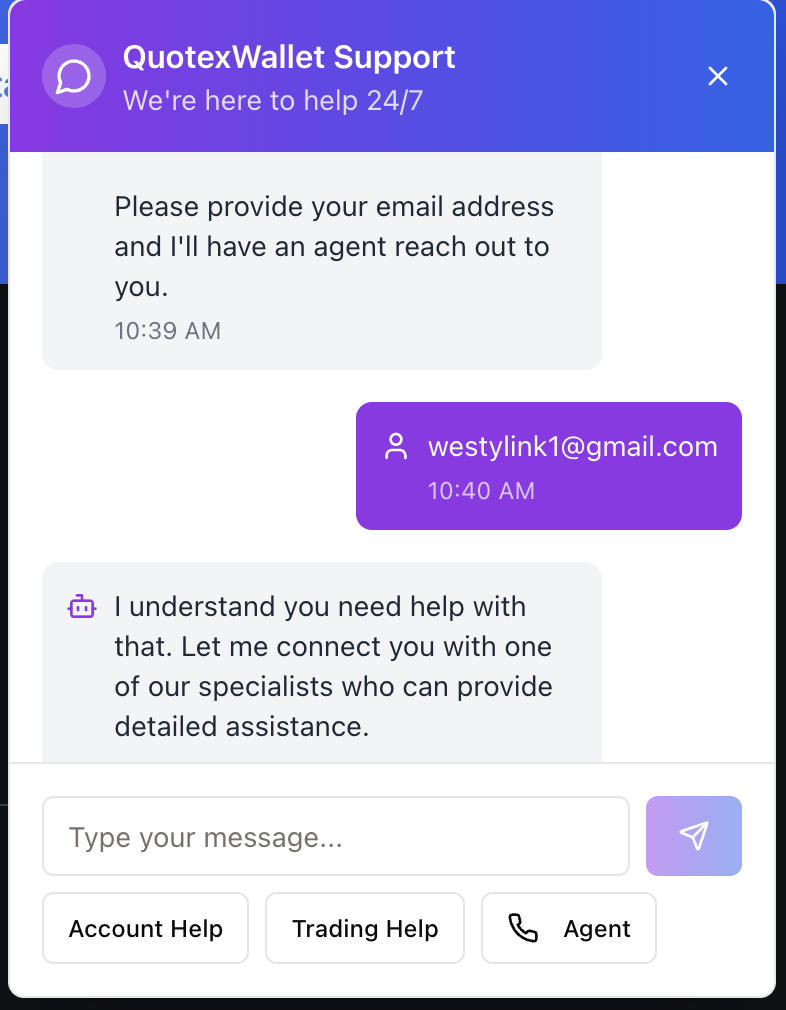 QuotexWallet Support
We're here to help 24/7
Please provide your email address
and I'll have an agent reach out to
you.
10:39 AM
westylink1@gmail.com
10:40 AM
I understand you need help with
that. Let me connect you with one
of our specialists who can provide
detailed assistance.
Type your message...
Account Help
Trading Help
Agent